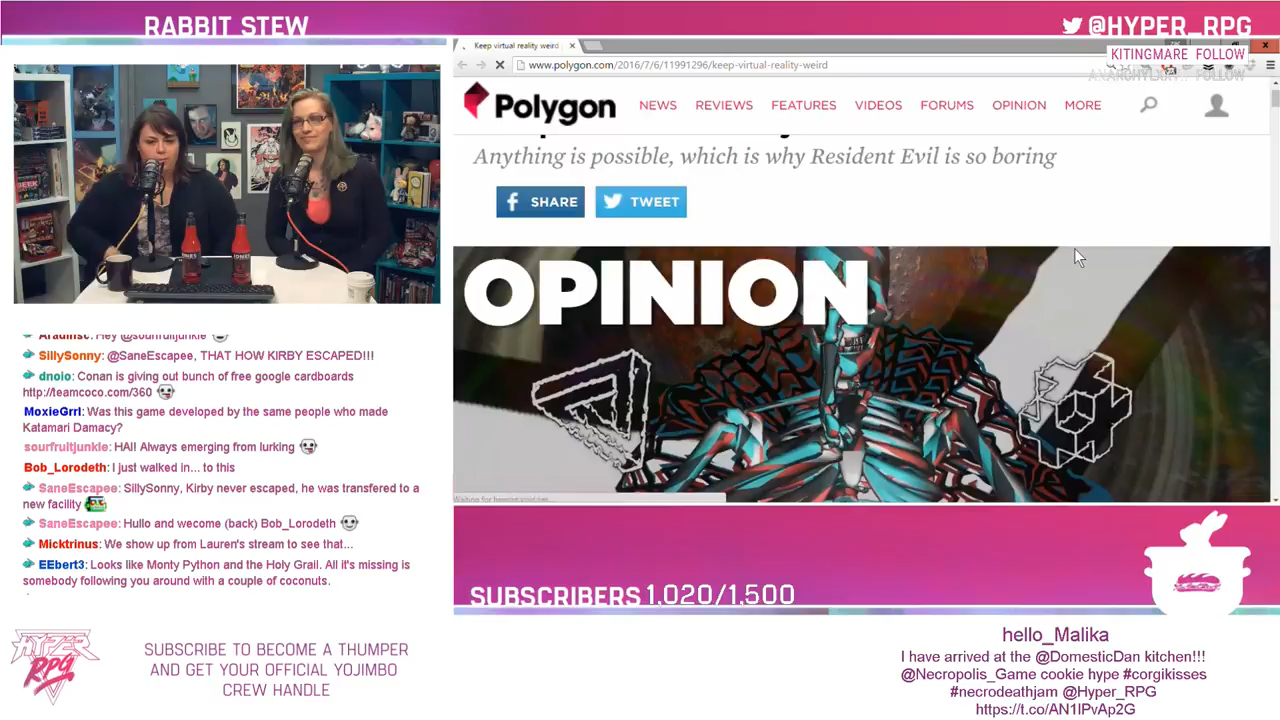 RABBIT STEW
@HYPER_RPG
KITINGMARE FOLLOW
FOLLOW
Keep virtual reality weird
www.polygon.com/2016/7/6/11991296/keep-virtual-reality-weird
Polygon NEWS REVIEWS FEATURES VIDEOS FORUMS OPINION MORE
Anything is possible, which is why Resident Evil is so boring
SHARE TWEET
OPINION
Aradinsc: Hey @sourfruitjunkie
SillySonny: @SaneEscapee, THAT HOW KIRBY ESCAPED!!!
dnoio: Conan is giving out bunch of free google cardboards
http://teamcoco.com/360
MoxieGrrl: Was this game developed by the same people who made
Katamari Damacy?
sourfruitjunkie: HAI! Always emerging from lurking
Bob_Lorodeth: I just walked in... to this
SaneEscapee: SillySonny, Kirby never escaped, he was transfered to a
new facility
SaneEscapee: Hullo and wecome (back) Bob_Lorodeth
Micktrinus: We show up from Lauren's stream to see that...
EEbert3: Looks like Monty Python and the Holy Grail. All it's missing is
somebody following you around with a couple of coconuts.
SUBSCRIBERS 1,020/1,500
HYPER
RPG
SUBSCRIBE TO BECOME A THUMPER
AND GET YOUR OFFICIAL YOJIMBO
CREW HANDLE
hello_Malika
I have arrived at the @DomesticDan kitchen!!!
@Necropolis_Game cookie hype #corgikisses
#necrodeathjam @Hyper_RPG
https://t.co/AN1IPvAp2G